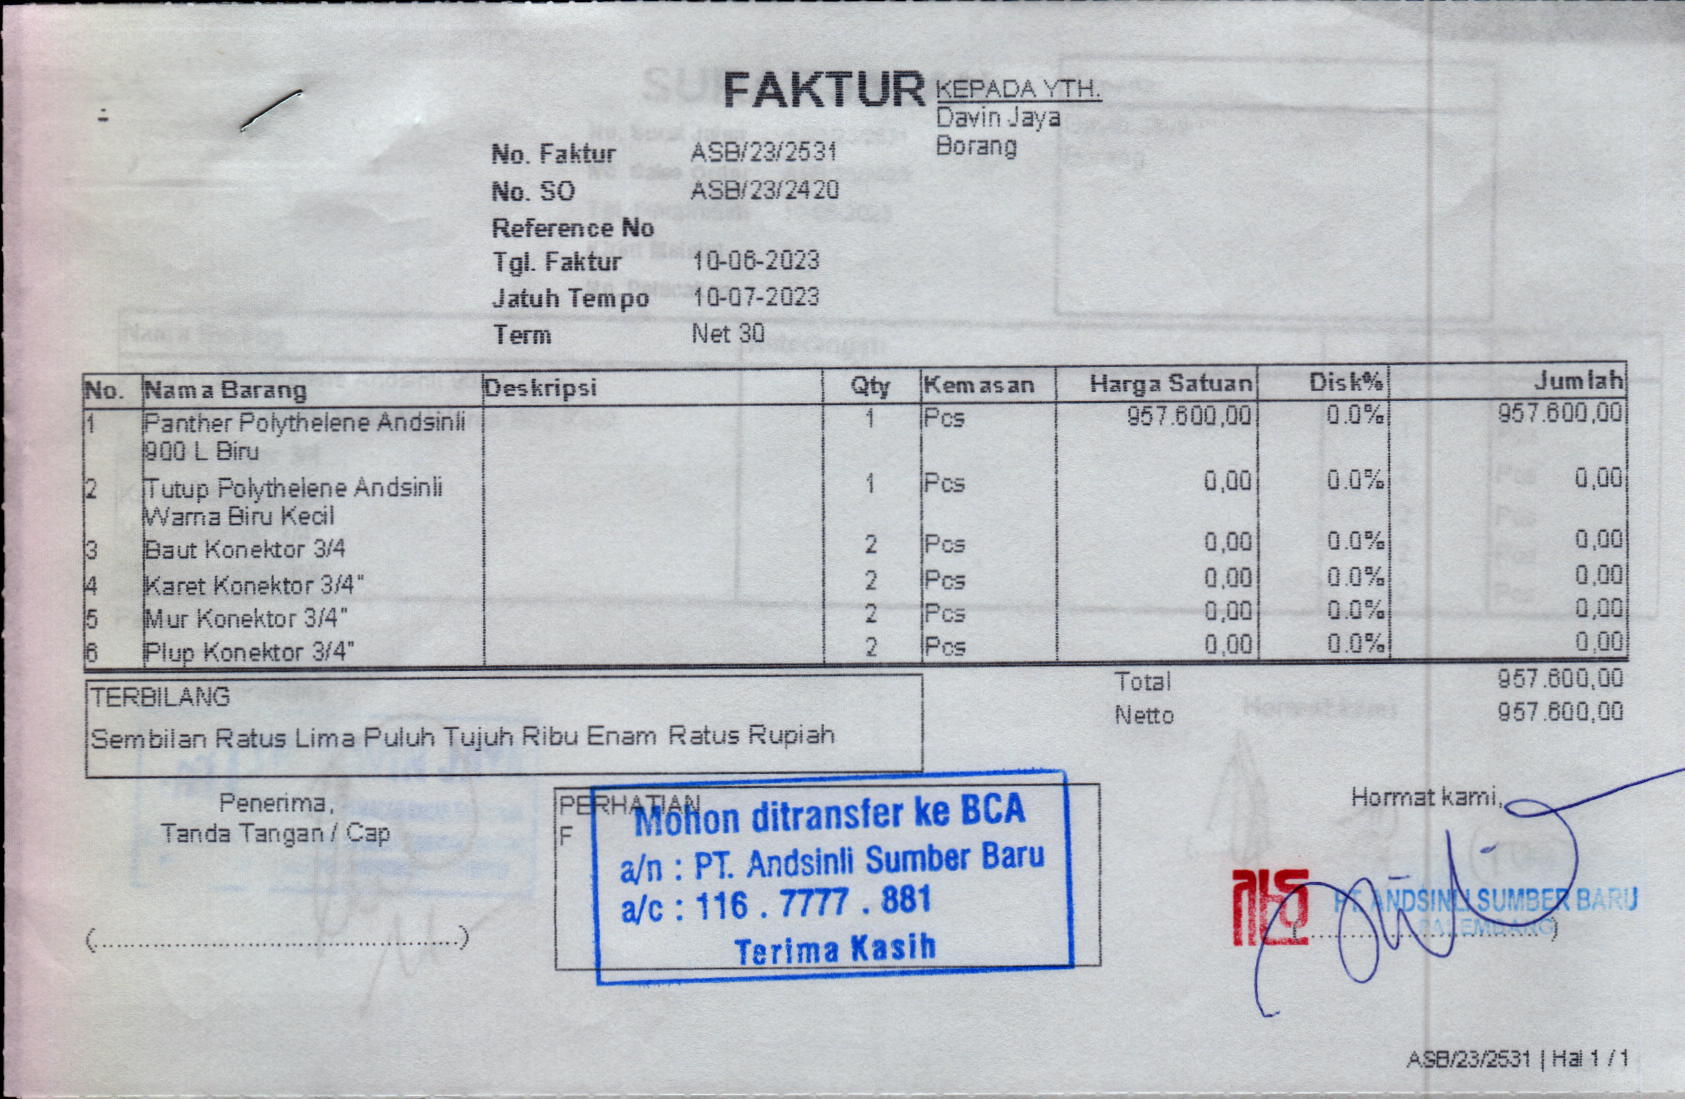 FAKTUR
KEPADA YTH.
Davin Jaya
Borang
No. Faktur ASB/23/2531
No. SO ASB/23/2420
Reference No
Tgl. Faktur 10-06-2023
Jatuh Tempo 10-07-2023
Term Net 30
No. Nama Barang Deskripsi Qty Kemasan Harga Satuan Disk% Jumlah
1 Panther Polythelene Andsinli 1 Pcs 957.600,00 0.0% 957.600,00
900 L Biru
2 Tutup Polythelene Andsinli 1 Pcs 0,00 0.0% 0,00
Warna Biru Kecil
3 Baut Konektor 3/4 2 Pcs 0,00 0.0% 0,00
4 Karet Konektor 3/4" 2 Pcs 0,00 0.0% 0,00
5 Mur Konektor 3/4" 2 Pcs 0,00 0.0% 0,00
6 Plup Konektor 3/4" 2 Pcs 0,00 0.0% 0,00
Total 957.600,00
Netto 957.600,00
TERBILANG
Sembilan Ratus Lima Puluh Tujuh Ribu Enam Ratus Rupiah
Penerima,
Tanda Tangan / Cap
(...............................................)
PERHATIAN
F
Mohon ditransfer ke BCA
a/n : PT. Andsinli Sumber Baru
a/c : 116 . 7777 . 881
Terima Kasih
Hormat kami,
PT. ANDSINLI SUMBER BARU
PALEMBANG
ASB/23/2531 | Hal 1 / 1